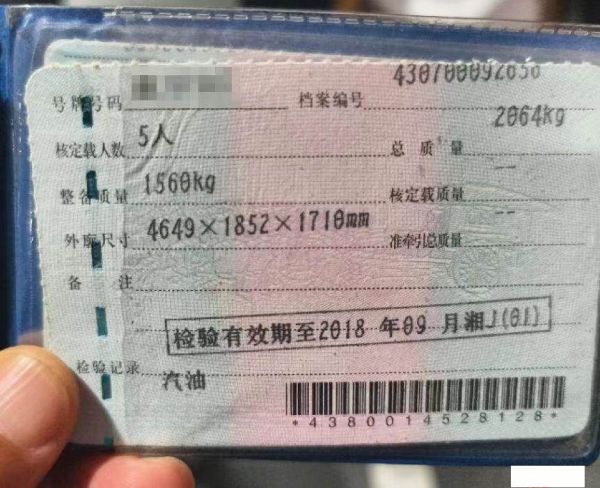 号牌号码 档案编号 430700092656
核定载人数 5人 总质量 2064kg
整备质量 1560kg 核定载质量 --
外廓尺寸 4649×1852×1710mm 准牵引总质量 --
备注
检验有效期至2018年09月湘J(01)
检验记录
汽油
*4380014528128*